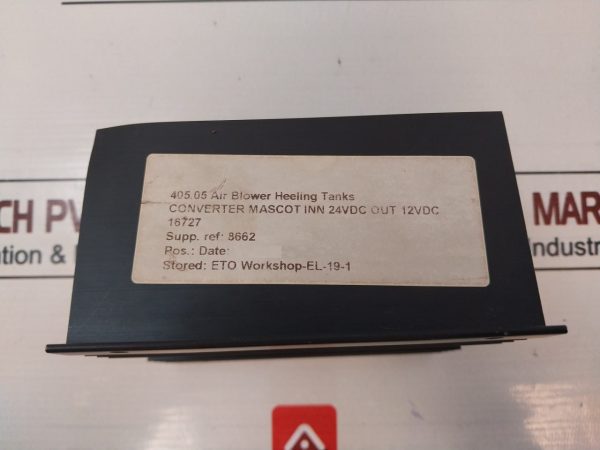 405.05 Air Blower Heeling Tanks
CONVERTER MASCOT INN 24VDC OUT 12VDC
16727
Supp. ref: 8662
Pos.: Date:
Stored: ETO Workshop-EL-19-1
CH PV
tion &
MAR
ndustri